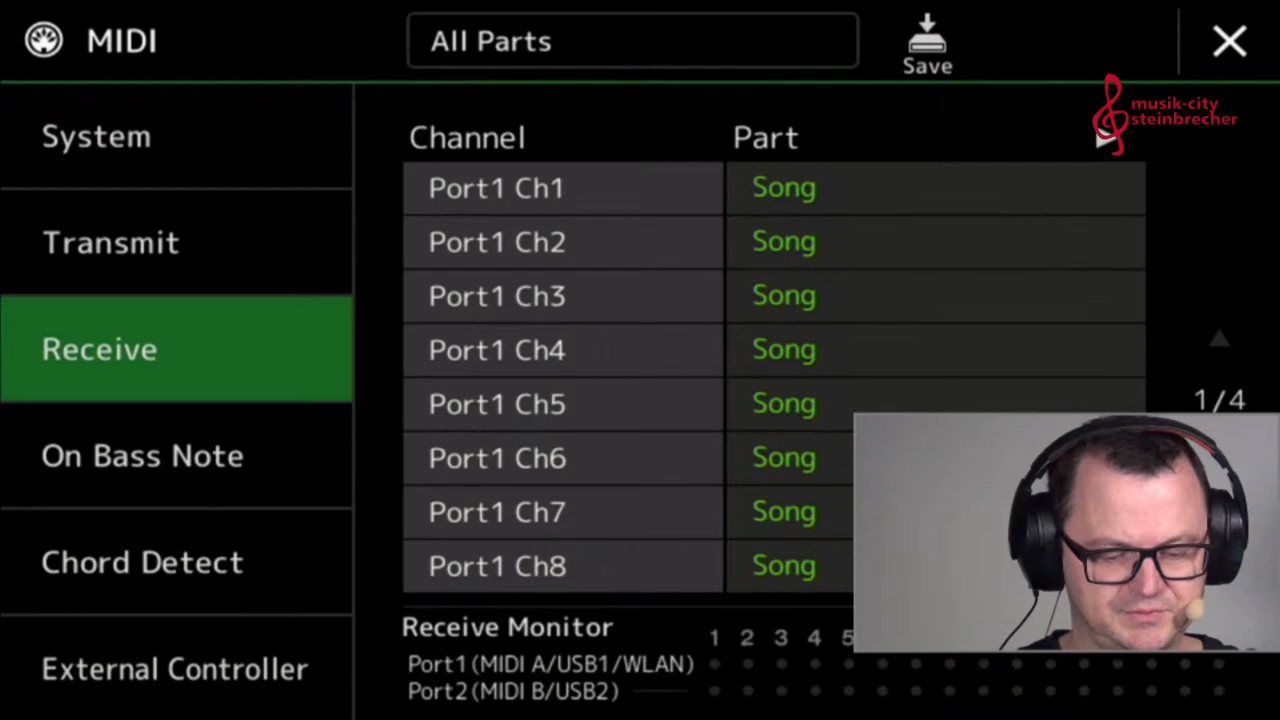 MIDI
All Parts
Save
musik-city
steinbrecher
System
Transmit
Receive
On Bass Note
Chord Detect
External Controller
Channel Part
Port1 Ch1 Song
Port1 Ch2 Song
Port1 Ch3 Song
Port1 Ch4 Song
Port1 Ch5 Song
Port1 Ch6 Song
Port1 Ch7 Song
Port1 Ch8 Song
1/4
Receive Monitor 1 2 3 4 5
Port1(MIDI A/USB1/WLAN)
Port2(MIDI B/USB2)